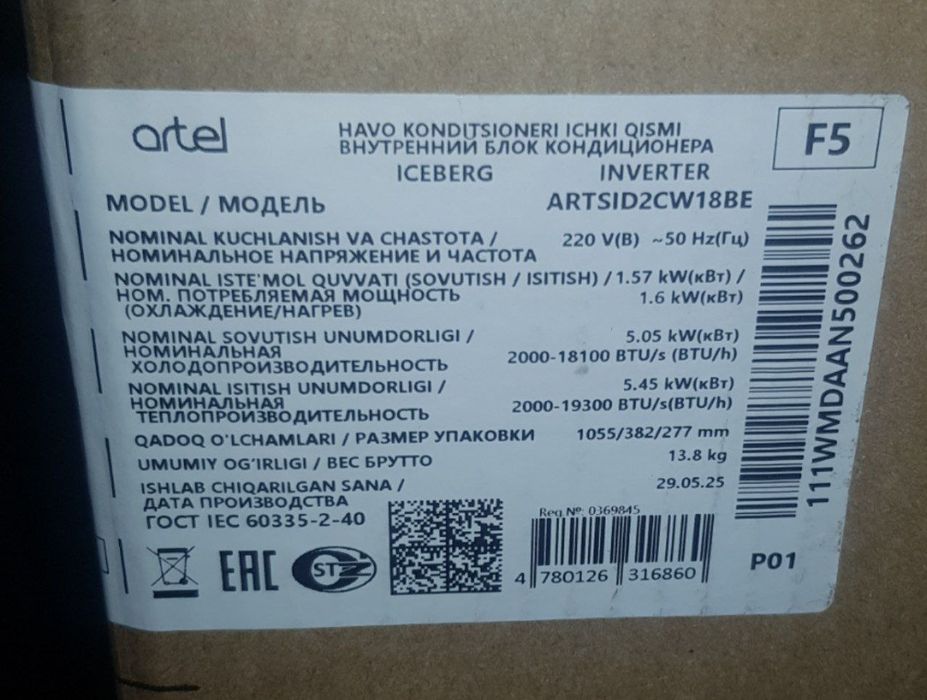 artel
HAVO KONDITSIONERI ICHKI QISMI
ВНУТРЕННИЙ БЛОК КОНДИЦИОНЕРА
F5
ICEBERG INVERTER
MODEL / МОДЕЛЬ ARTSID2CW18BE
NOMINAL KUCHLANISH VA CHASTOTA / 220 V(В) ~50 Hz(Гц)
НОМИНАЛЬНОЕ НАПРЯЖЕНИЕ И ЧАСТОТА
NOMINAL ISTE'MOL QUVVATI (SOVUTISH / ISITISH) / 1.57 kW(кВт) /
НОМ. ПОТРЕБЛЯЕМАЯ МОЩНОСТЬ 1.6 kW(кВт)
(ОХЛАЖДЕНИЕ/НАГРЕВ)
NOMINAL SOVUTISH UNUMDORLIGI / 5.05 kW(кВт)
НОМИНАЛЬНАЯ 2000-18100 BTU/s (BTU/h)
ХОЛОДОПРОИЗВОДИТЕЛЬНОСТЬ
NOMINAL ISITISH UNUMDORLIGI / 5.45 kW(кВт)
НОМИНАЛЬНАЯ 2000-19300 BTU/s(BTU/h)
ТЕПЛОПРОИЗВОДИТЕЛЬНОСТЬ
QADOQ O'LCHAMLARI / РАЗМЕР УПАКОВКИ 1055/382/277 mm
UMUMIY OG'IRLIGI / ВЕС БРУТТО 13.8 kg
ISHLAB CHIQARILGAN SANA / 29.05.25
ДАТА ПРОИЗВОДСТВА
ГОСТ IEC 60335-2-40
Reg.№: 0369845
EAC
STZ
4 780126 316860
P01
111WMDAAN500262